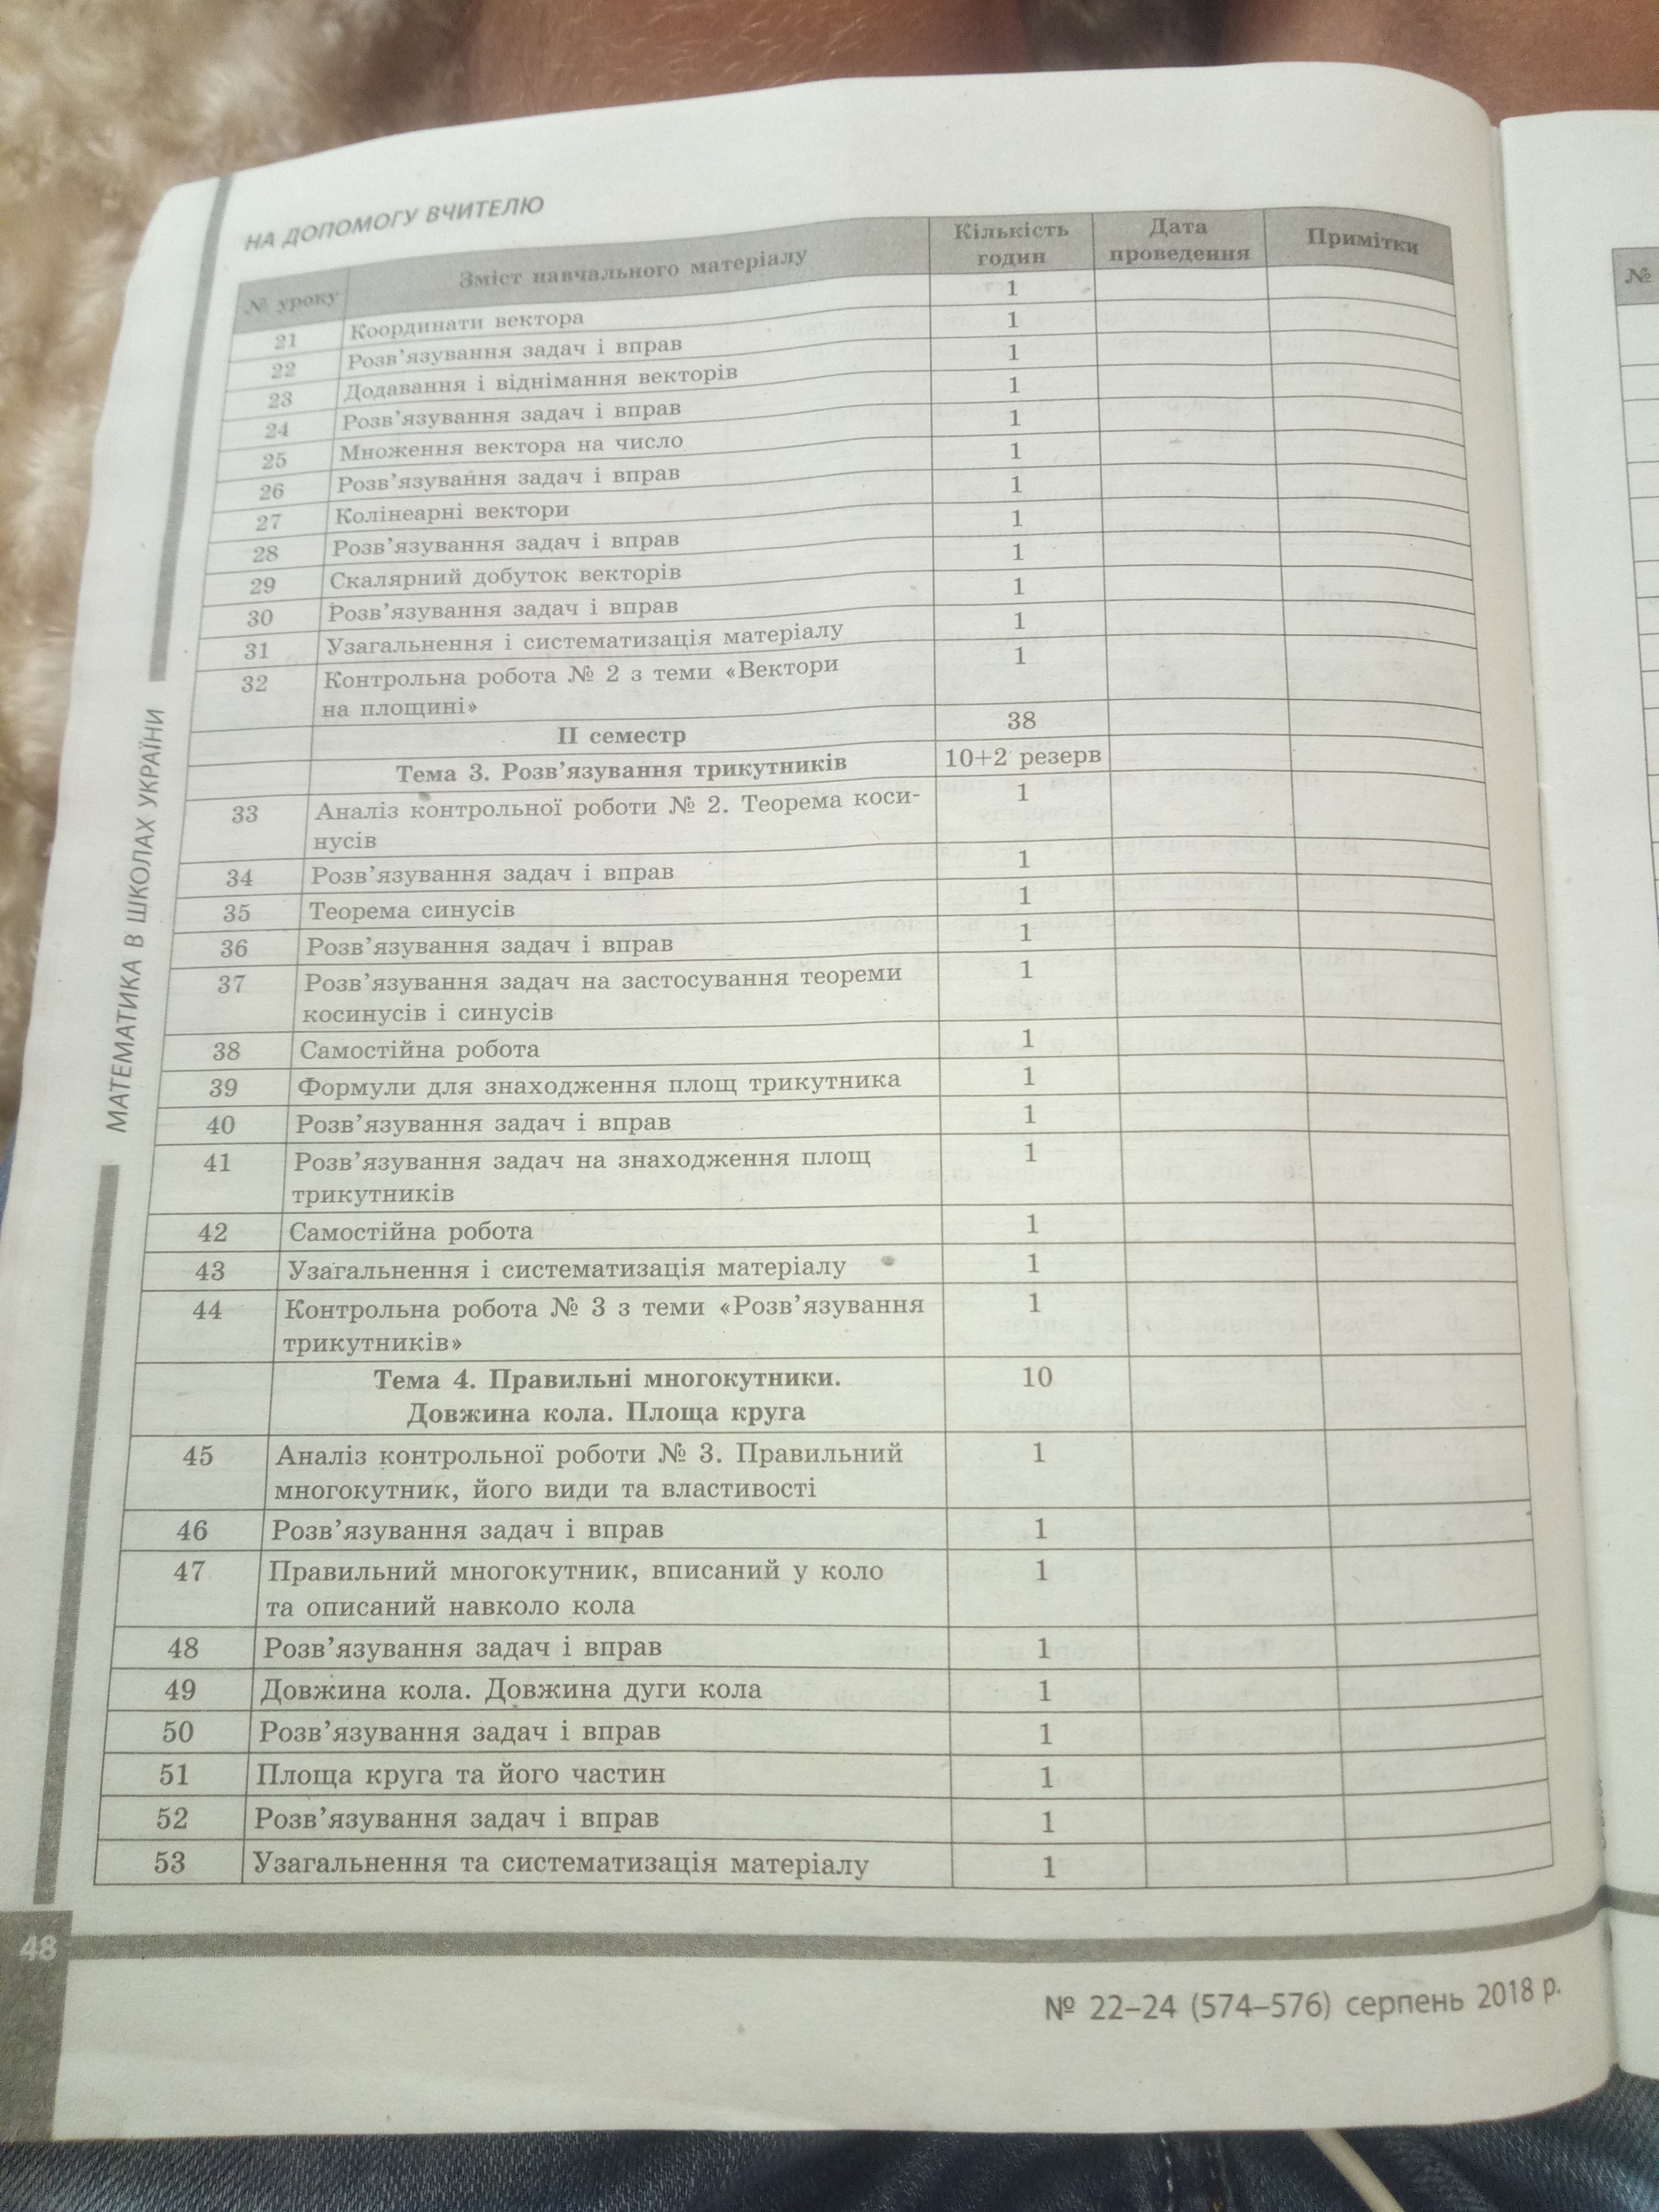 НА ДОПОМОГУ ВЧИТЕЛЮ
№ уроку Зміст навчального матеріалу Кількість годин Дата проведення Примітки
21 Координати вектора 1
22 Розв’язування задач і вправ 1
23 Додавання і віднімання векторів 1
24 Розв’язування задач і вправ 1
25 Множення вектора на число 1
26 Розв’язування задач і вправ 1
27 Колінеарні вектори 1
28 Розв’язування задач і вправ 1
29 Скалярний добуток векторів 1
30 Розв’язування задач і вправ 1
31 Узагальнення і систематизація матеріалу 1
32 Контрольна робота № 2 з теми «Вектори 1
на площині»
II семестр 38
Тема 3. Розв’язування трикутників 10+2 резерв
33 Аналіз контрольної роботи № 2. Теорема коси- 1
нусів
34 Розв’язування задач і вправ 1
35 Теорема синусів 1
36 Розв’язування задач і вправ 1
37 Розв’язування задач на застосування теореми 1
косинусів і синусів
38 Самостійна робота 1
39 Формули для знаходження площ трикутника 1
40 Розв’язування задач і вправ 1
41 Розв’язування задач на знаходження площ 1
трикутників
42 Самостійна робота 1
43 Узагальнення і систематизація матеріалу 1
44 Контрольна робота № 3 з теми «Розв’язування 1
трикутників»
Тема 4. Правильні многокутники. 10
Довжина кола. Площа круга
45 Аналіз контрольної роботи № 3. Правильний 1
многокутник, його види та властивості
46 Розв’язування задач і вправ 1
47 Правильний многокутник, вписаний у коло 1
та описаний навколо кола
48 Розв’язування задач і вправ 1
49 Довжина кола. Довжина дуги кола 1
50 Розв’язування задач і вправ 1
51 Площа круга та його частин 1
52 Розв’язування задач і вправ 1
53 Узагальнення та систематизація матеріалу 1
МАТЕМАТИКА В ШКОЛАХ УКРАЇНИ
48
№ 22–24 (574–576) серпень 2018 р.
№